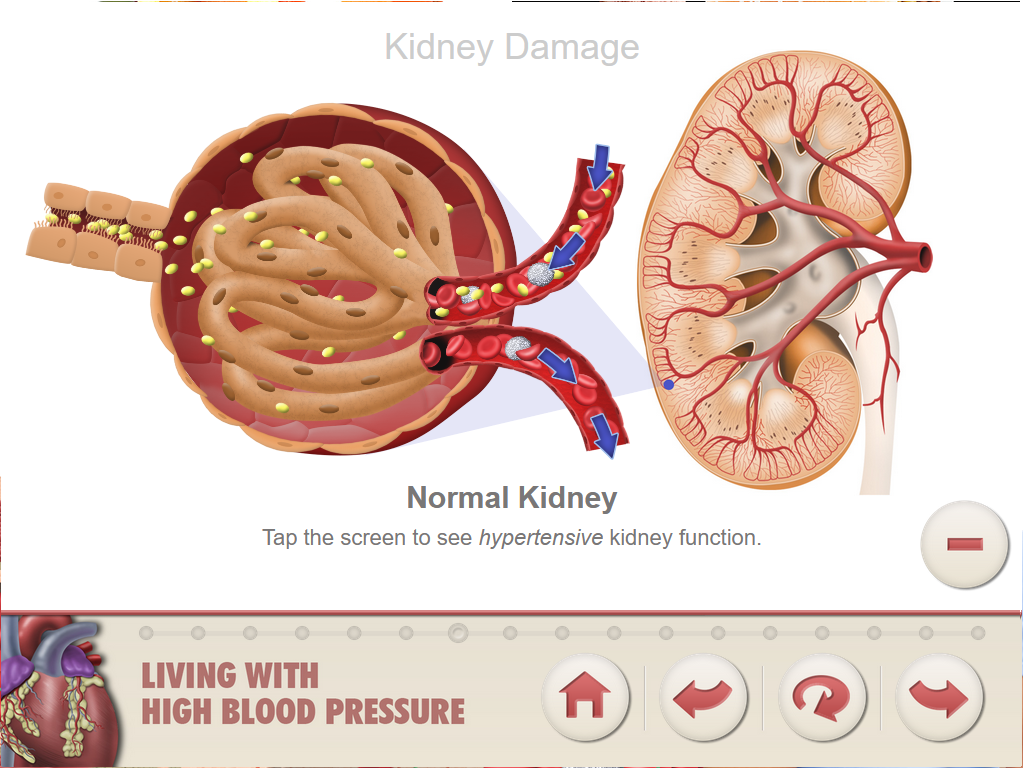 Kidney Damage
Normal Kidney
Tap the screen to see hypertensive kidney function.
LIVING WITH
HIGH BLOOD PRESSURE